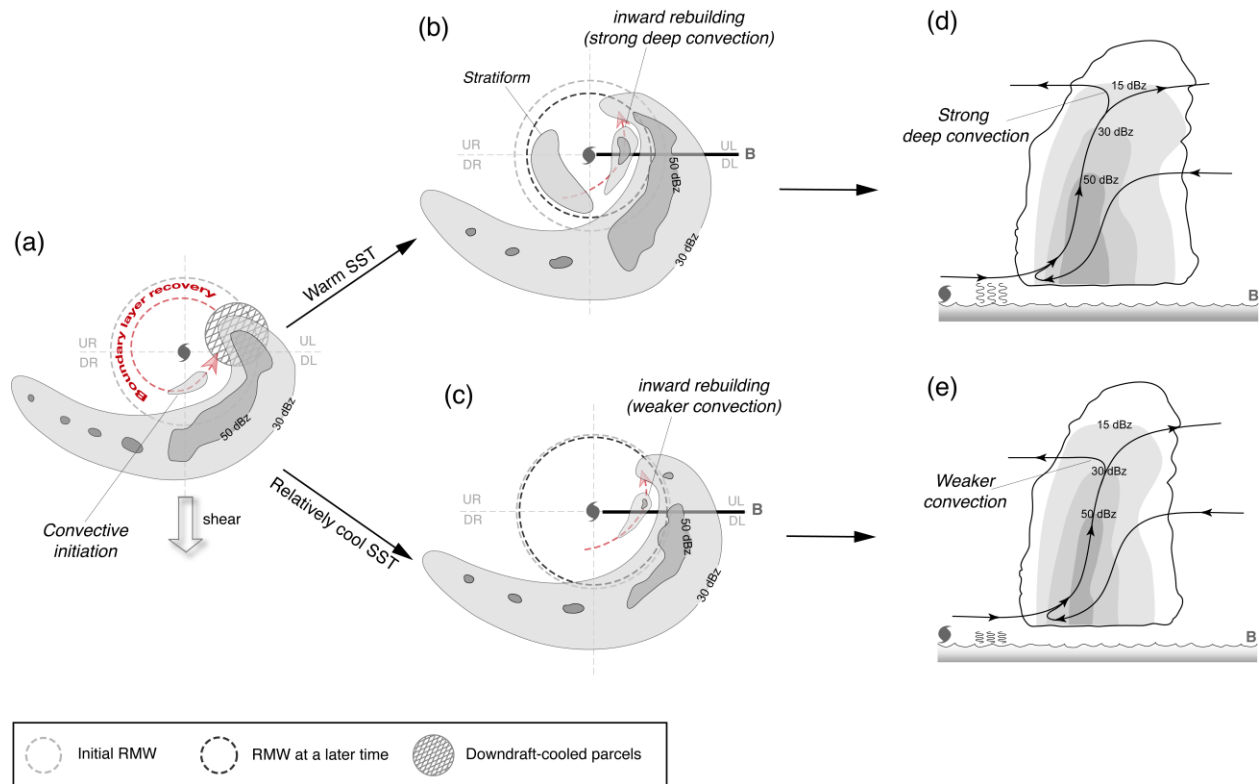 (a)
Boundary layer recovery
UR
DR
UL
DL
50 dBz
30 dBz
Convective
initiation
shear
Warm SST
Relatively cool SST
(b)
inward rebuilding
(strong deep convection)
Stratiform
UR
DR
UL
DL
B
50 dBz
30 dBz
(c)
inward rebuilding
(weaker convection)
UR
DR
UL
DL
B
50 dBz
30 dBz
(d)
Strong
deep convection
15 dBz
30 dBz
50 dBz
B
(e)
Weaker
convection
15 dBz
30 dBz
50 dBz
B
Initial RMW
RMW at a later time
Downdraft-cooled parcels